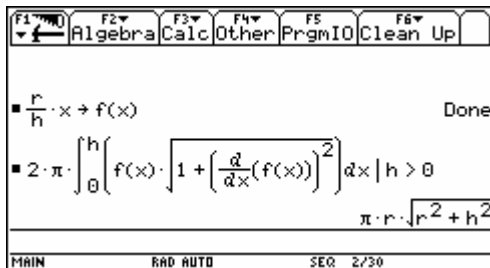 F1 F2 F3 F4 F5 F6
Algebra Calc Other PrgmIO Clean Up
r/h·x → f(x) Done
2·π·∫₀ʰ(f(x)·√(1 + (d/dx(f(x)))²))dx | h > 0
π·r·√(r² + h²
MAIN RAD AUTO SEQ 2/30